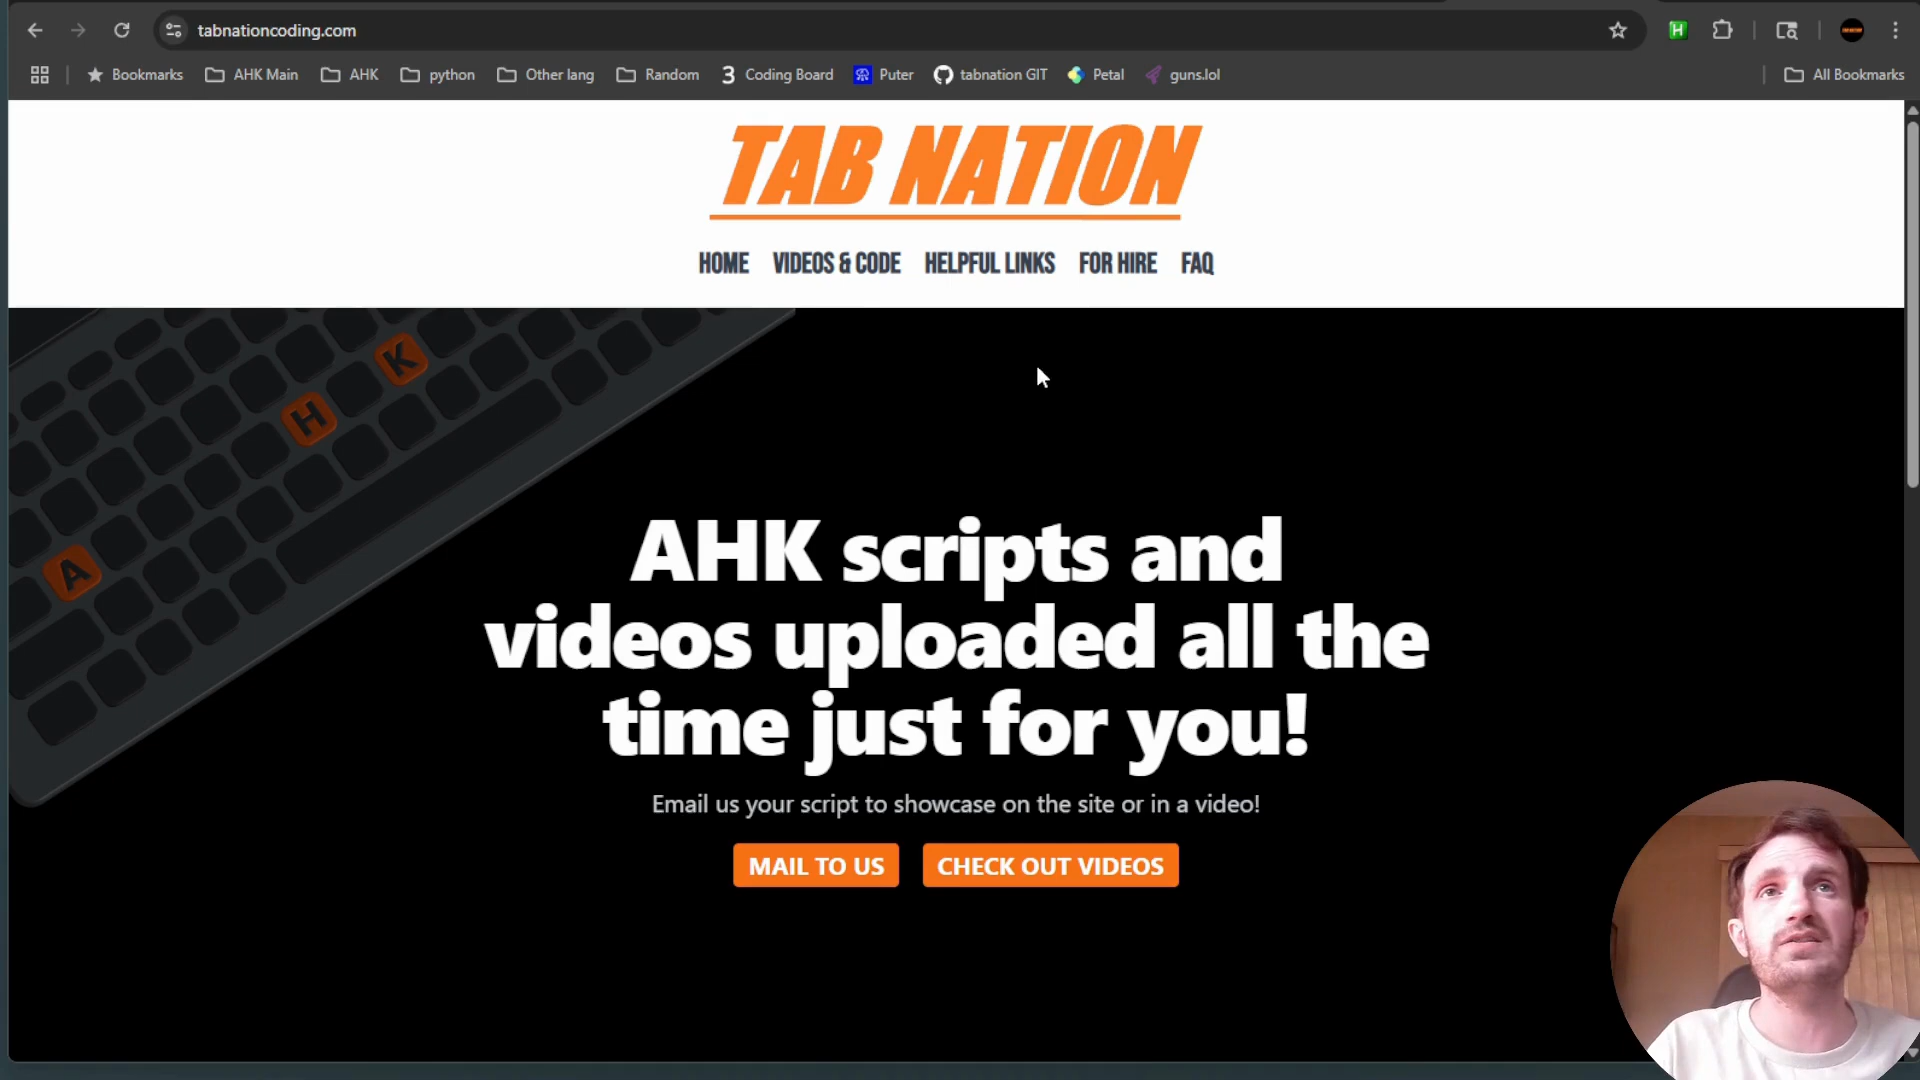 tabnationcoding.com
H
Bookmarks AHK Main AHK python Other lang Random 3 Coding Board Puter tabnation GIT Petal guns.lol All Bookmarks
TAB NATION
HOME VIDEOS & CODE HELPFUL LINKS FOR HIRE FAQ
K
H
A
AHK scripts and
videos uploaded all the
time just for you!
Email us your script to showcase on the site or in a video!
MAIL TO US CHECK OUT VIDEOS